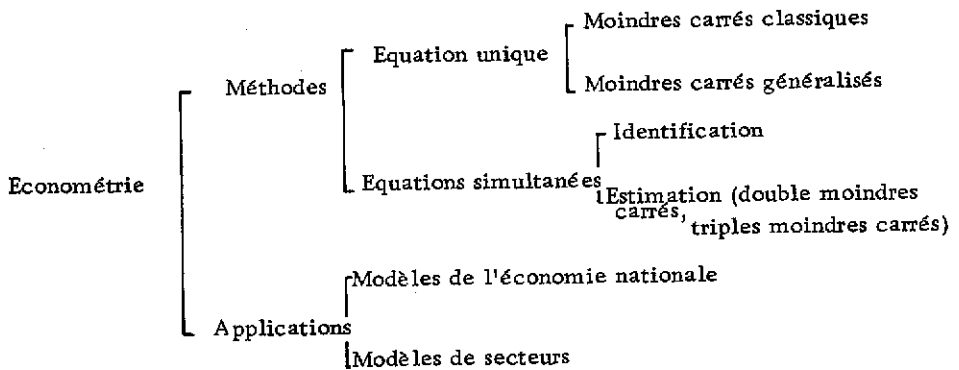 Moindres carrés classiques
Equation unique
Moindres carrés généralisés
Méthodes
Identification
Econométrie
Equations simultanées
Estimation (double moindres
carrés,
triples moindres carrés)
Modèles de l'économie nationale
Applications
Modèles de secteurs